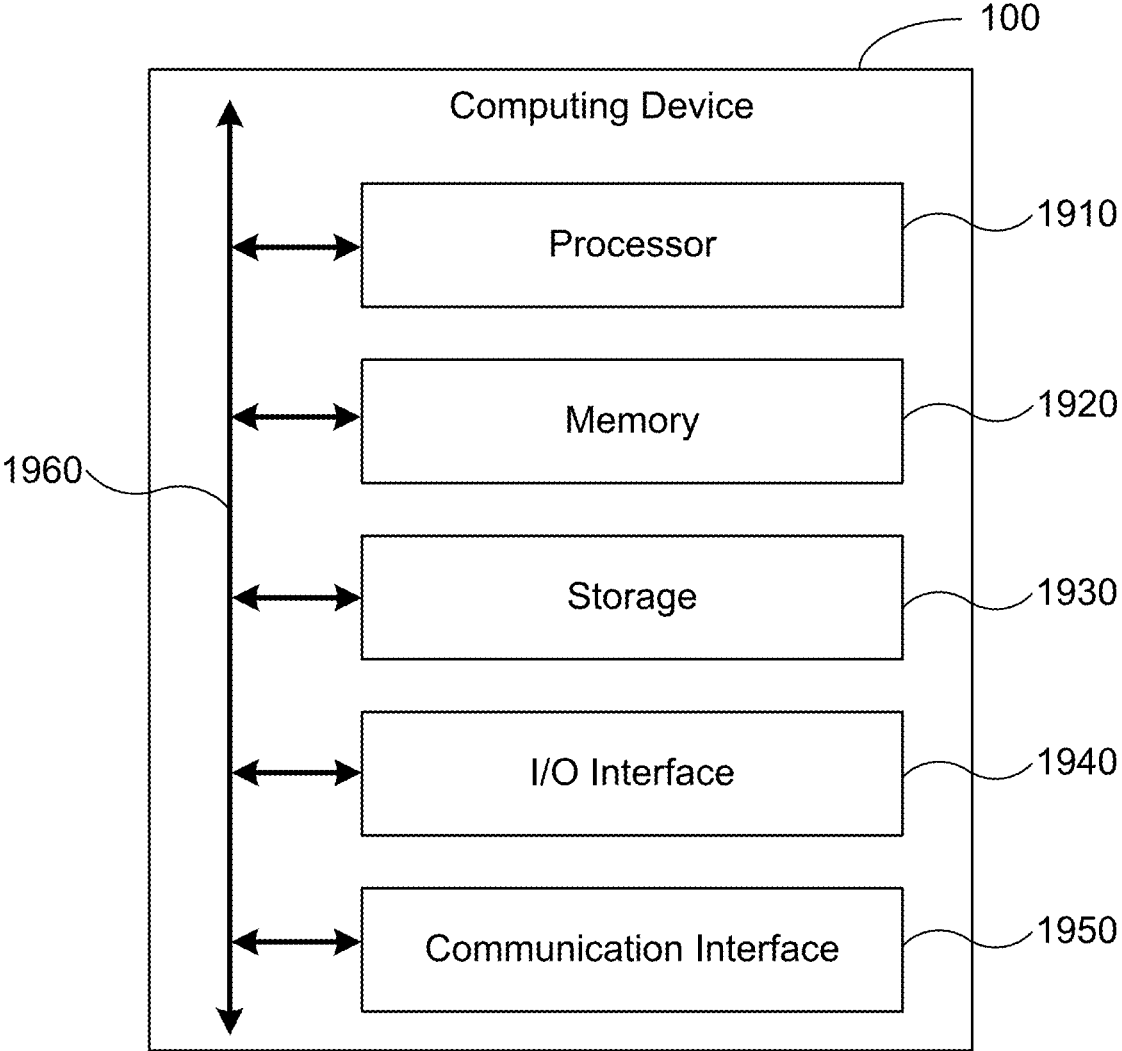 100
Computing Device
Processor
1910
Memory
1920
1960
Storage
1930
I/O Interface
1940
Communication Interface
1950